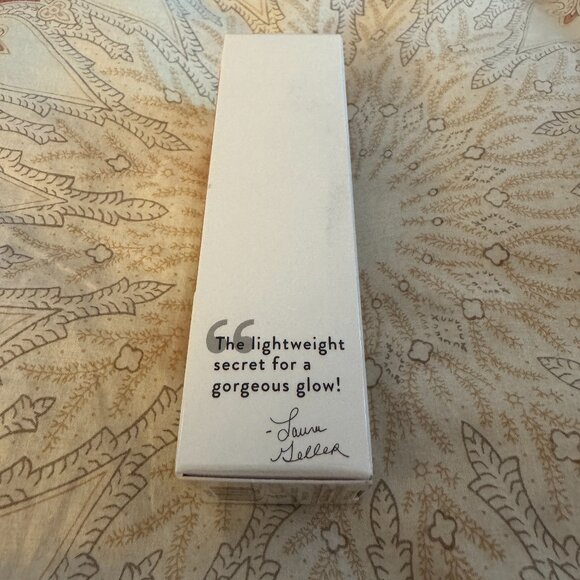 “
The lightweight
secret for a
gorgeous glow!
-Laura
Geller